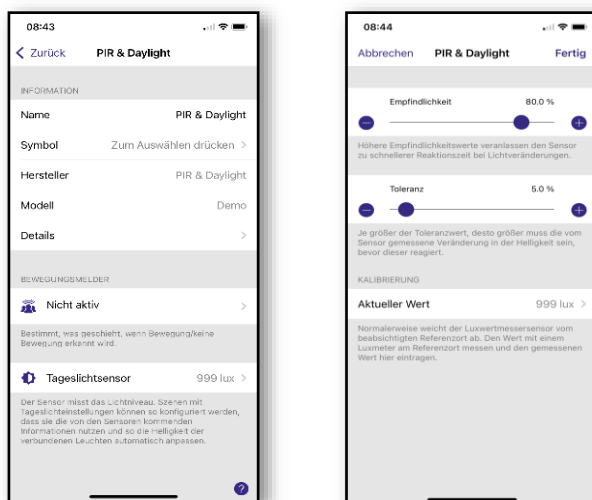 08:43
Zurück
PIR & Daylight
INFORMATION
Name PIR & Daylight
Symbol Zum Auswählen drücken
Hersteller PIR & Daylight
Modell Demo
Details
BEWEGUNGSMELDER
Nicht aktiv
Bestimmt, was geschieht, wenn Bewegung/keine
Bewegung erkannt wird.
Tageslichtsensor 999 lux
Der Sensor misst das Lichtniveau. Szenen mit
Tageslichteinstellungen können so konfiguriert werden,
dass sie die von den Sensoren kommenden
Informationen nutzen und so die Helligkeit der
verbundenen Leuchten automatisch anpassen.
?
08:44
Abbrechen PIR & Daylight Fertig
Empfindlichkeit 80.0 %
Höhere Empfindlichkeitswerte veranlassen den Sensor
zu schnellerer Reaktionszeit bei Lichtveränderungen.
Toleranz 5.0 %
Je größer der Toleranzwert, desto größer muss die vom
Sensor gemessene Veränderung in der Helligkeit sein,
bevor dieser reagiert.
KALIBRIERUNG
Aktueller Wert 999 lux
Normalerweise weicht der Luxwertmessersensor vom
beabsichtigten Referenzort ab. Den Wert mit einem
Luxmeter am Referenzort messen und den gemessenen
Wert hier eintragen.